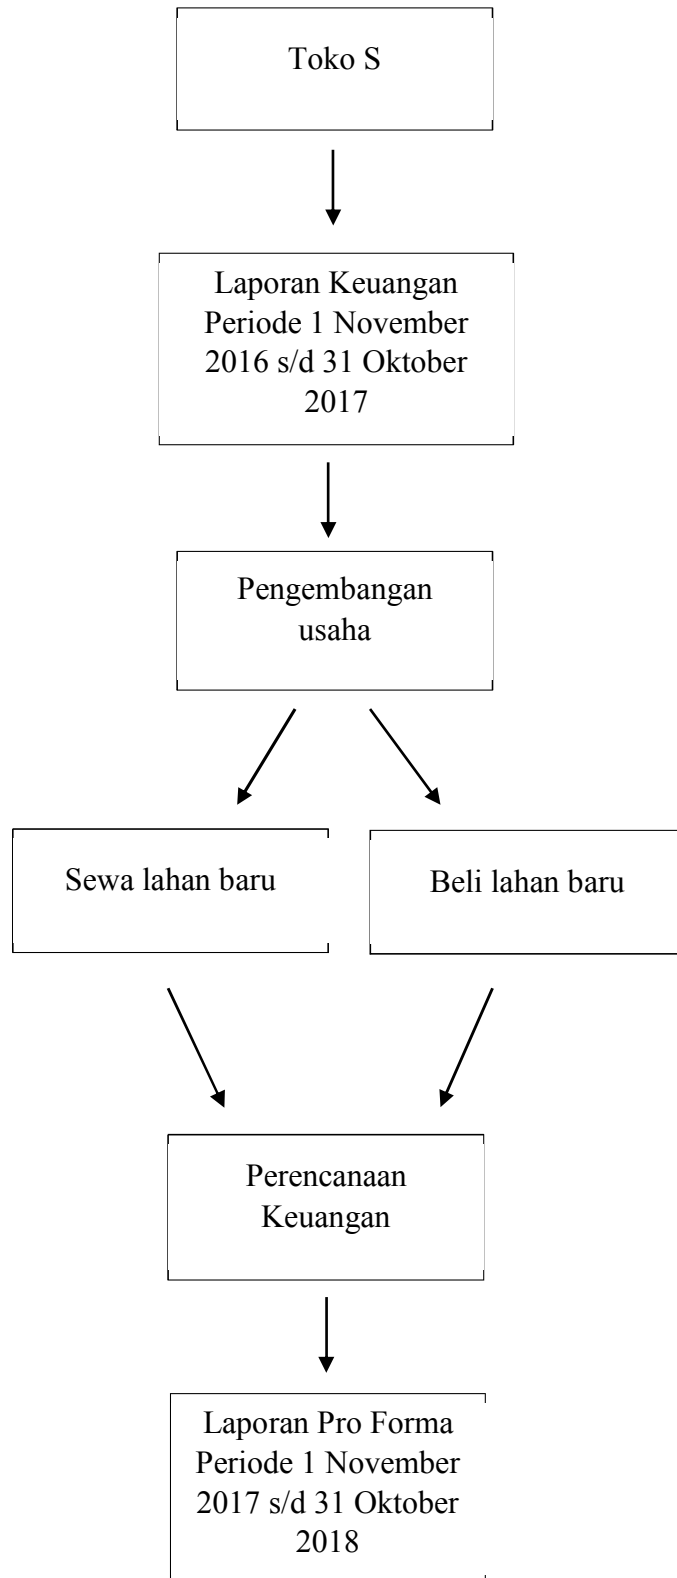 Toko S
Laporan Keuangan
Periode 1 November
2016 s/d 31 Oktober
2017
Pengembangan
usaha
Sewa lahan baru
Beli lahan baru
Perencanaan
Keuangan
Laporan Pro Forma
Periode 1 November
2017 s/d 31 Oktober
2018